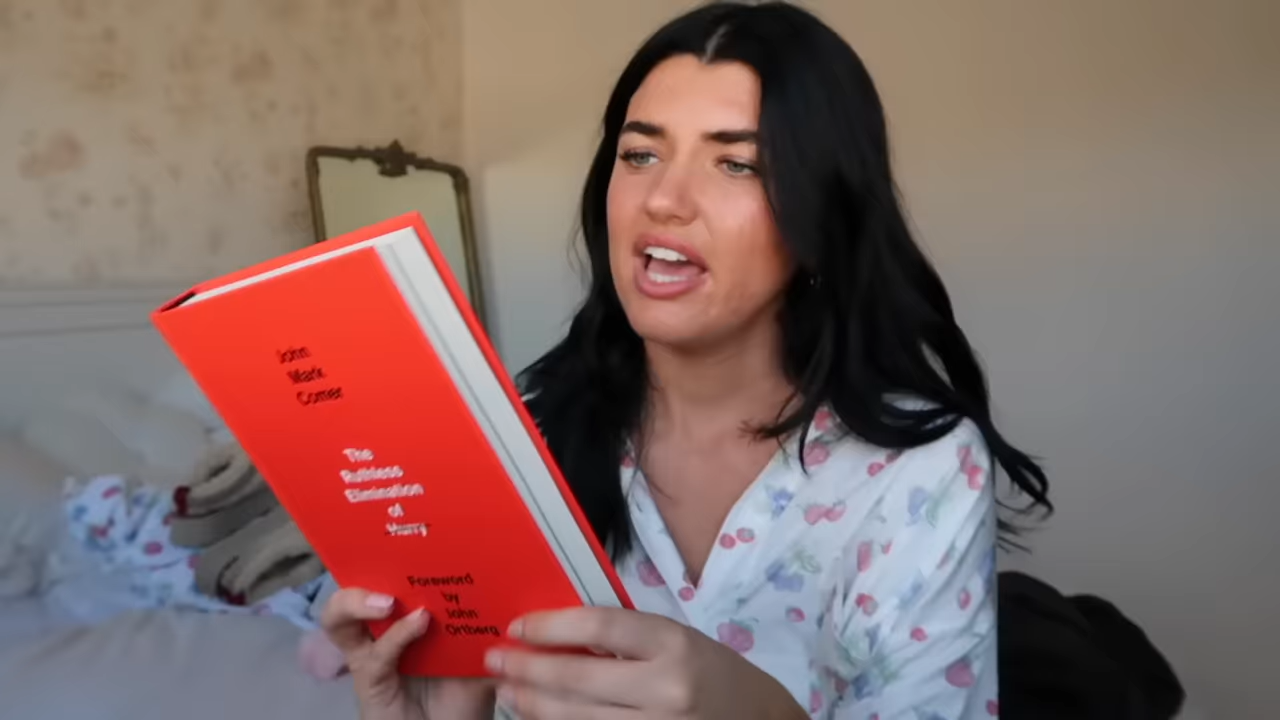 John
Mark
Comer
The
Ruthless
Elimination
of
Hurry
Foreword
by
John
Ortberg